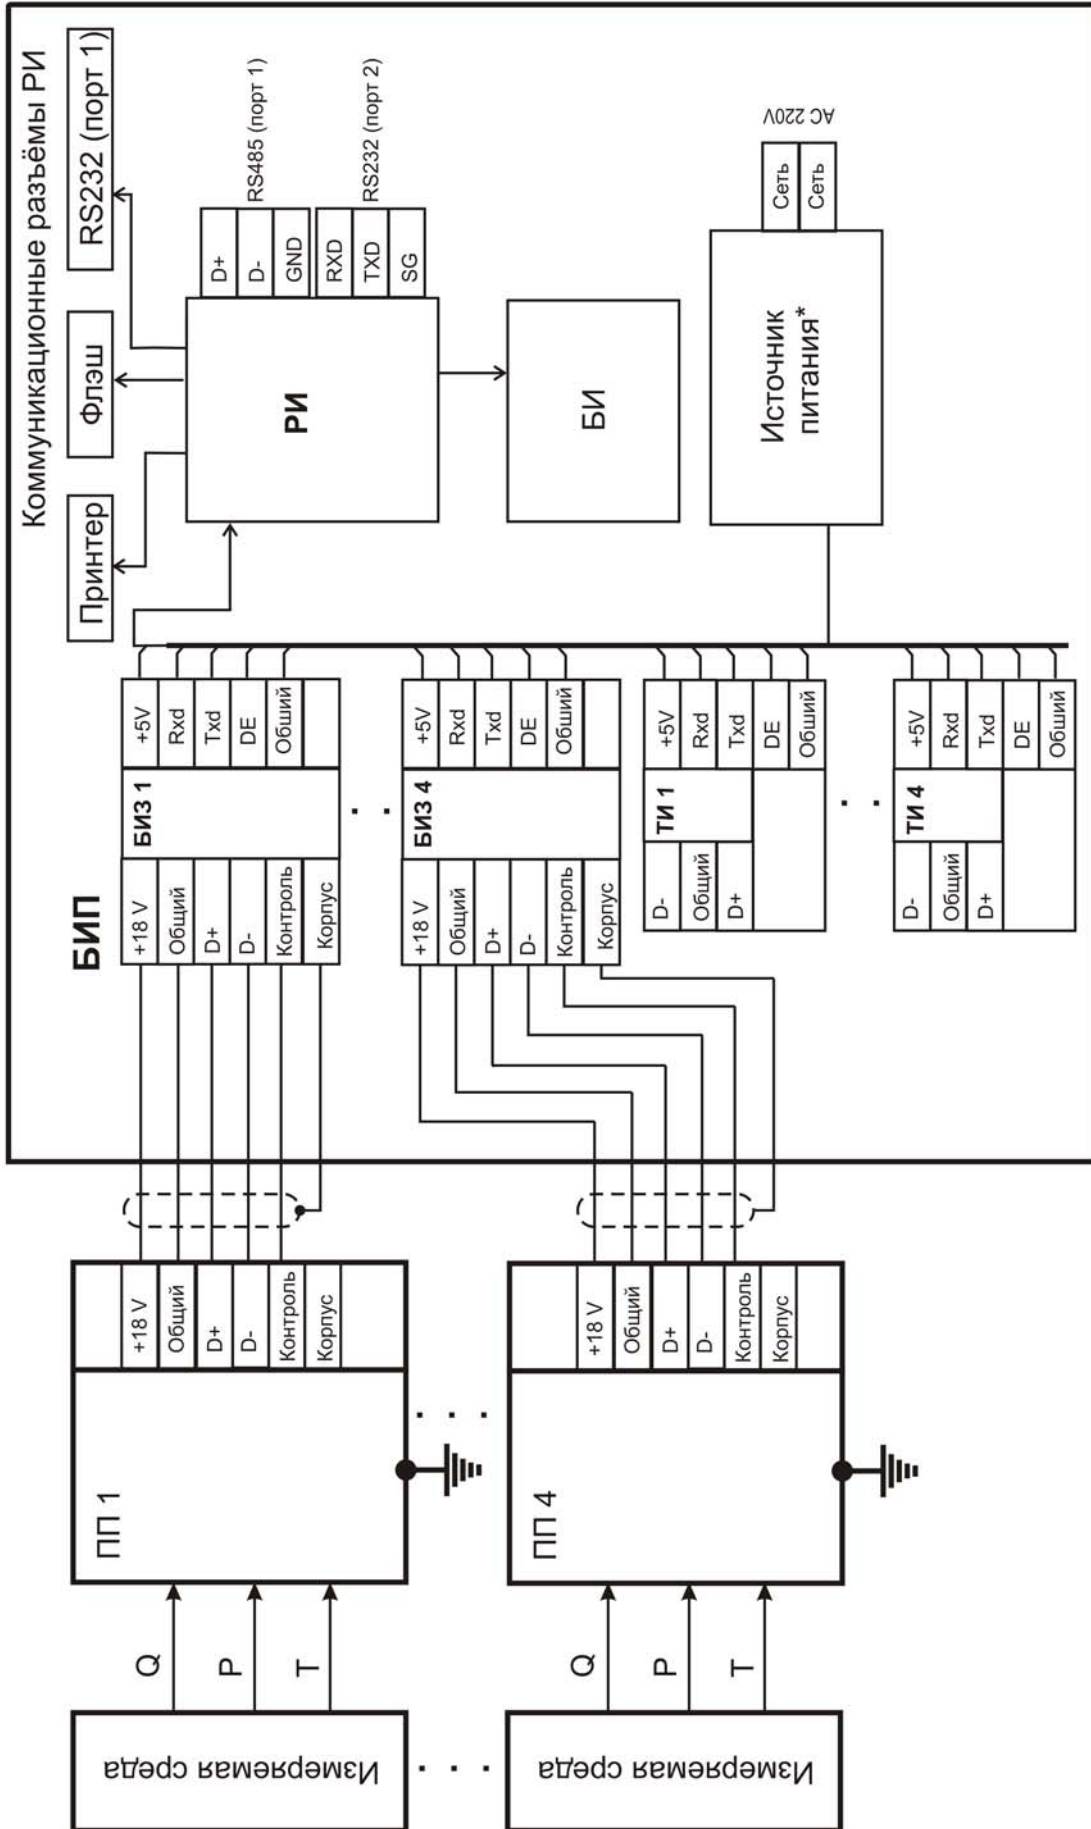 Коммуникационные разъёмы РИ
Принтер
Флэш
RS232 (порт 1)
БИП
Измеряемая среда
Q
P
T
ПП 1
+18 V
Общий
D+
D-
Контроль
Корпус
+18 V
Общий
D+
D-
Контроль
Корпус
БИЗ 1
+5V
Rxd
Txd
DE
Обший
РИ
D+
D-
GND
RS485 (порт 1)
RXD
TXD
SG
RS232 (порт 2)
. . .
. . .
. . .
Измеряемая среда
Q
P
T
ПП 4
+18 V
Общий
D+
D-
Контроль
Корпус
+18 V
Общий
D+
D-
Контроль
Корпус
БИЗ 4
+5V
Rxd
Txd
DE
Обший
БИ
D-
Общий
D+
ТИ 1
+5V
Rxd
Txd
DE
Обший
Источник
питания*
Сеть
Сеть
AC 220V
. . .
D-
Общий
D+
ТИ 4
+5V
Rxd
Txd
DE
Обший